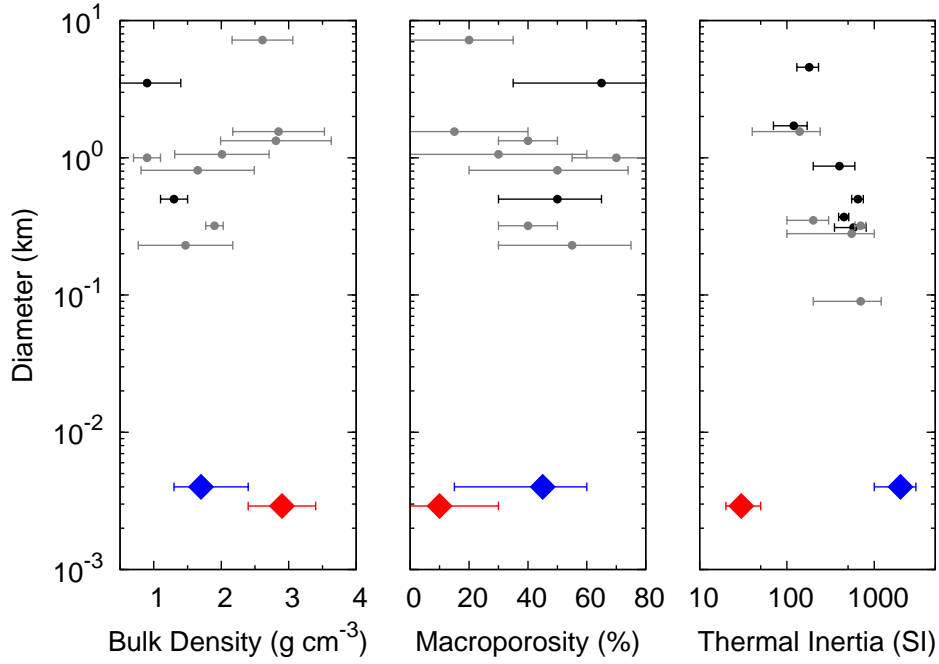 Diameter (km)
10^1
10^0
10^-1
10^-2
10^-3
1 2 3 4
0 20 40 60 80
10 100 1000
Bulk Density (g cm^-3)
Macroporosity (%)
Thermal Inertia (SI)